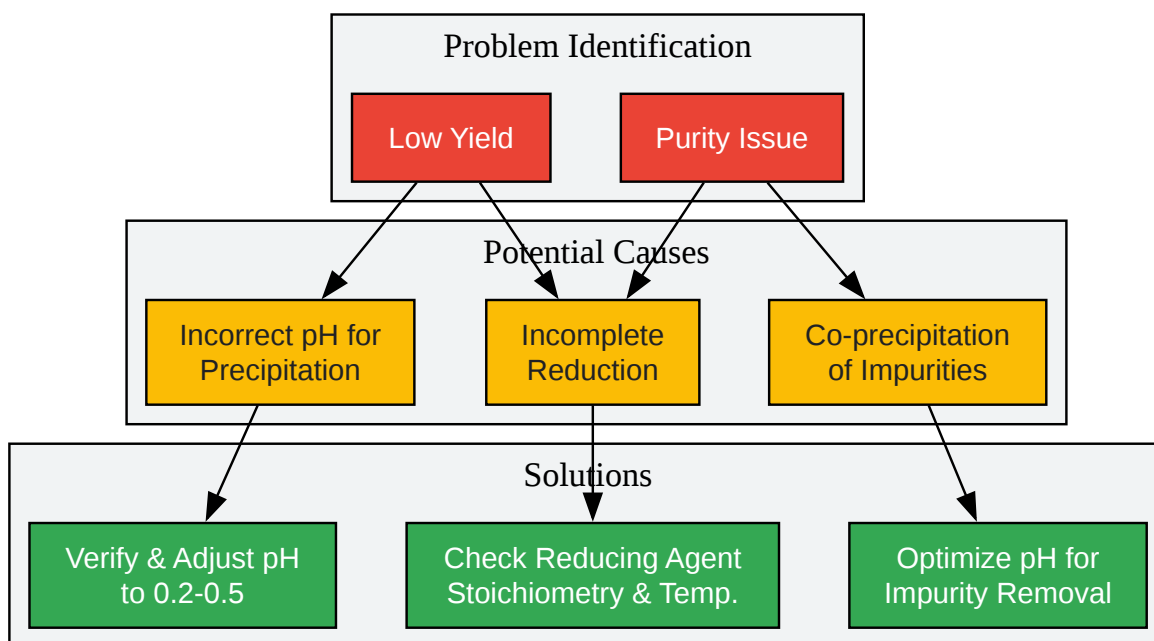 Problem Identification
Low Yield
Purity Issue
Potential Causes
Incorrect pH for
Precipitation
Incomplete
Reduction
Co-precipitation
of Impurities
Solutions
Verify & Adjust pH
to 0.2-0.5
Check Reducing Agent
Stoichiometry & Temp.
Optimize pH for
Impurity Removal